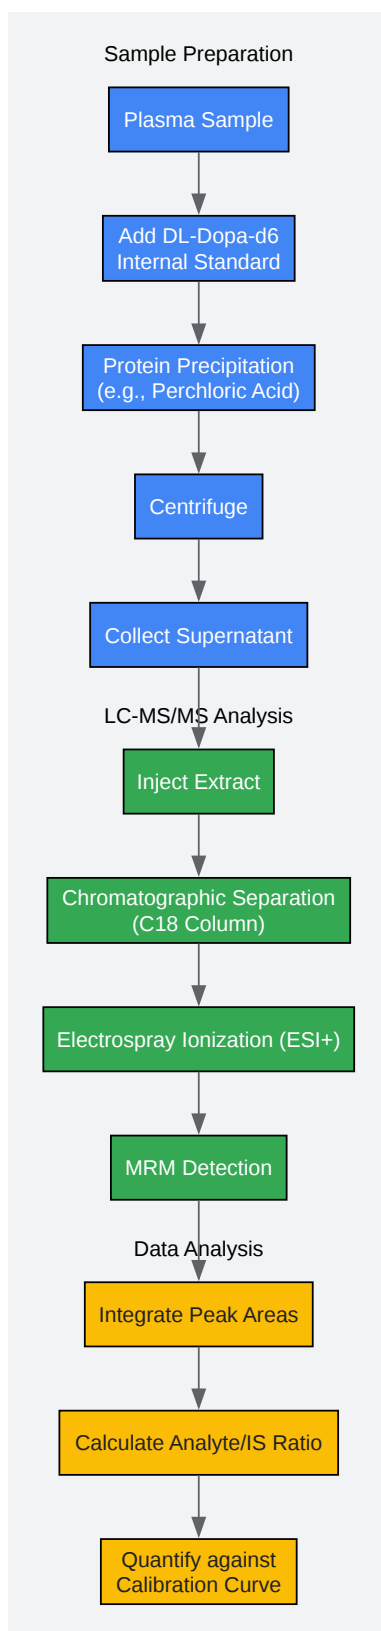 Sample Preparation
Plasma Sample
Add DL-Dopa-d6
Internal Standard
Protein Precipitation
(e.g., Perchloric Acid)
Centrifuge
Collect Supernatant
LC-MS/MS Analysis
Inject Extract
Chromatographic Separation
(C18 Column)
Electrospray Ionization (ESI+)
MRM Detection
Data Analysis
Integrate Peak Areas
Calculate Analyte/IS Ratio
Quantify against
Calibration Curve